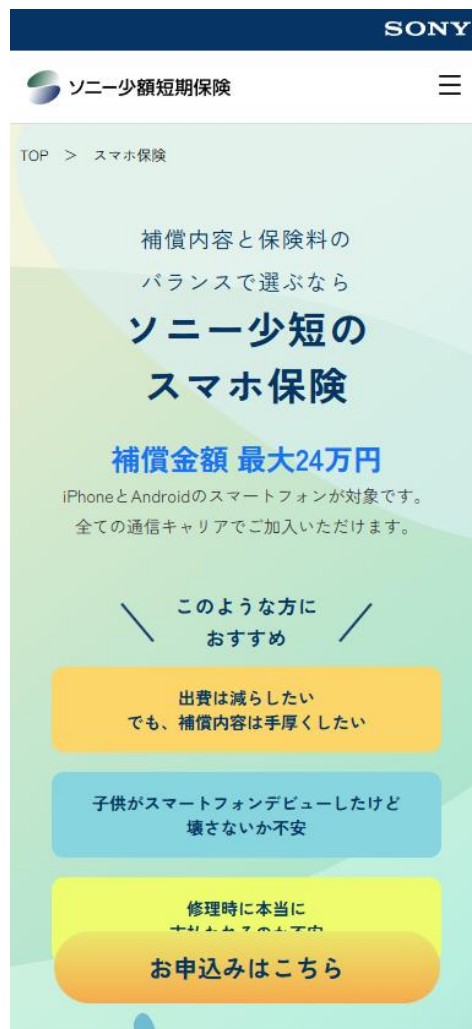 SONY
ソニー少額短期保険
TOP > スマホ保険
補償内容と保険料の
バランスで選ぶなら
ソニー少短の
スマホ保険
補償金額 最大24万円
iPhoneとAndroidのスマートフォンが対象です。
全ての通信キャリアでご加入いただけます。
このような方に
おすすめ
出費は減らしたい
でも、補償内容は手厚くしたい
子供がスマートフォンデビューしたけど
壊さないか不安
修理時に本当に
お申込みはこちら